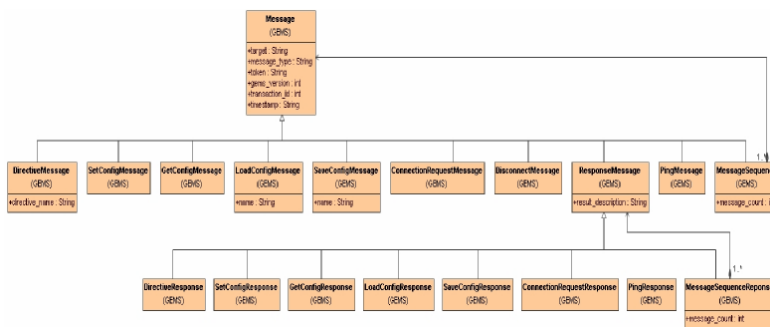 Message
(GEMS)
+target : String
+message_type : String
+token : String
+gems_version : int
+transaction_id : int
+timestamp : String
1..*
DirectiveMessage
(GEMS)
+directive_name : String
SetConfigMessage
(GEMS)
GetConfigMessage
(GEMS)
LoadConfigMessage
(GEMS)
+name : String
SaveConfigMessage
(GEMS)
+name : String
ConnectionRequestMessage
(GEMS)
DisconnectMessage
(GEMS)
ResponseMessage
(GEMS)
+result_description : String
PingMessage
(GEMS)
MessageSequenc
(GEMS)
+message_count : i
1..*
DirectiveResponse
(GEMS)
SetConfigResponse
(GEMS)
GetConfigResponse
(GEMS)
LoadConfigResponse
(GEMS)
SaveConfigResponse
(GEMS)
ConnectionRequestResponse
(GEMS)
PingResponse
(GEMS)
MessageSequenceReponse
(GEMS)
+message_count : int